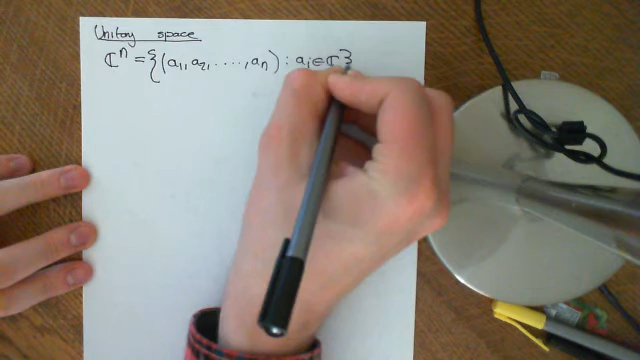 Unitary space
ℂⁿ = {(a₁, a₂, ...., aₙ) : aᵢ ∈ ℂ}